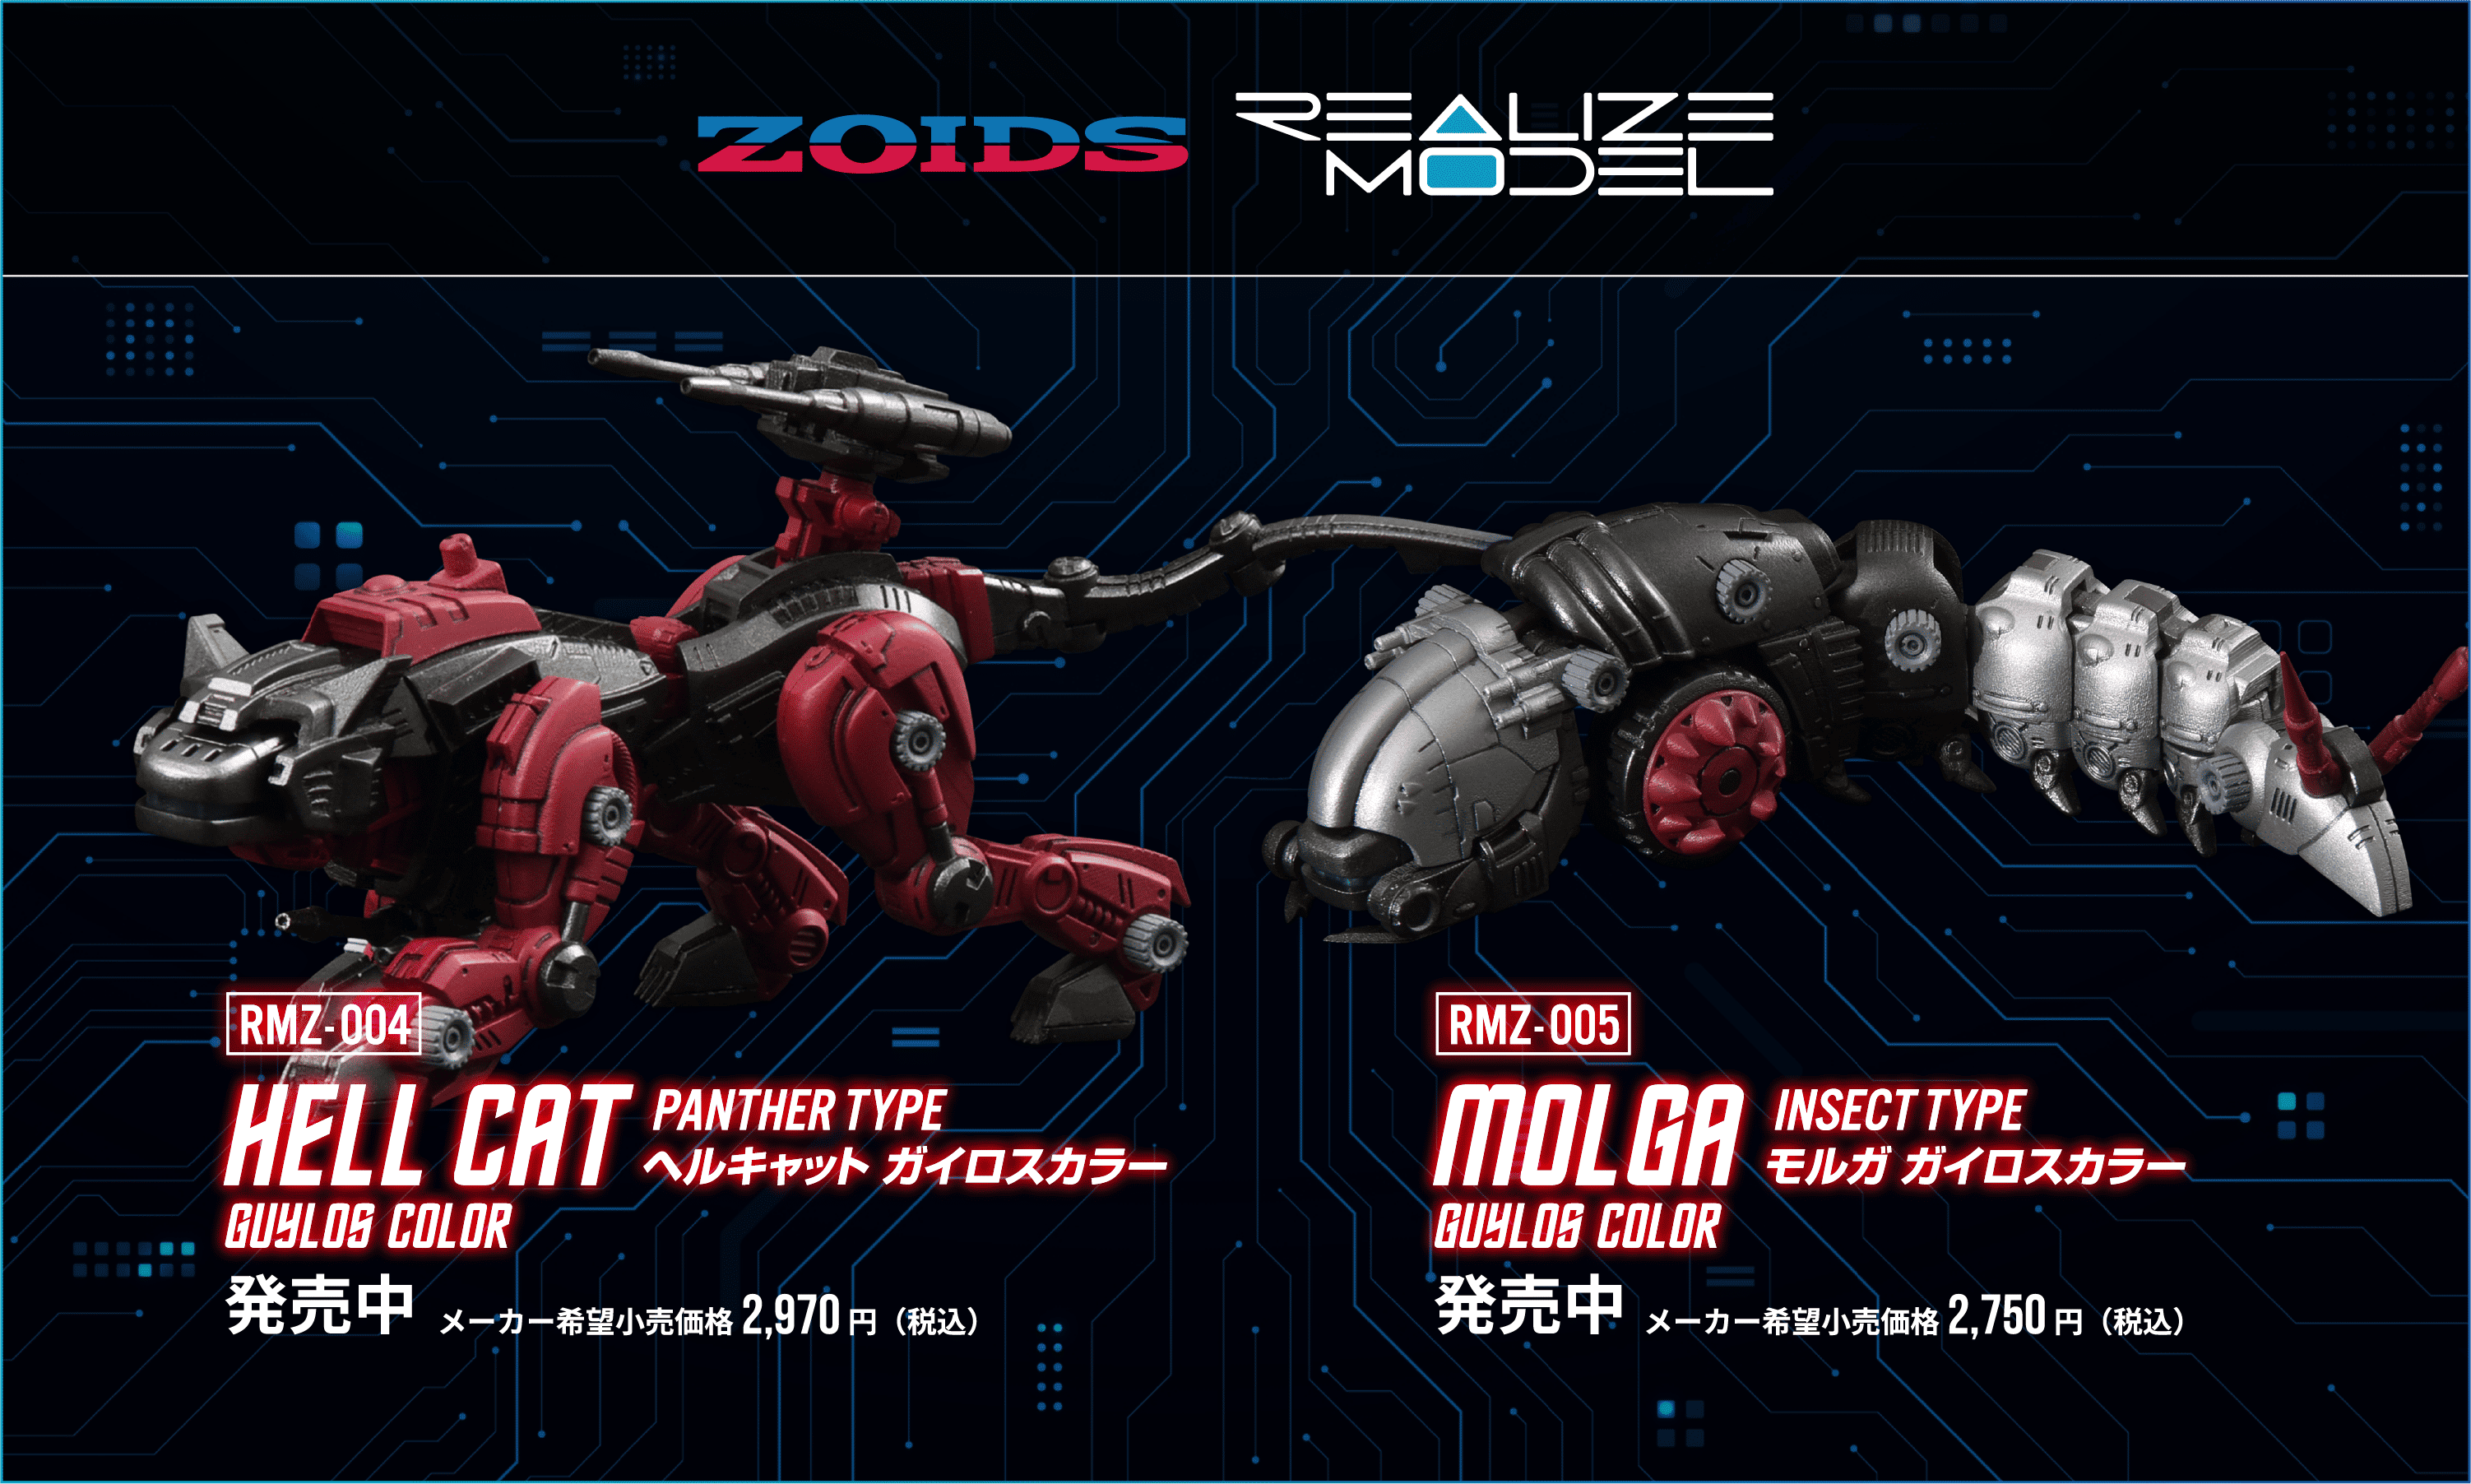 ZOIDS
REALIZE
MODEL
RMZ-004
HELL CAT
PANTHER TYPE
ヘルキャット ガイロスカラー
GUYLOS COLOR
発売中 メーカー希望小売価格 2,970 円（税込）
RMZ-005
MOLGA
INSECT TYPE
モルガ ガイロスカラー
GUYLOS COLOR
発売中 メーカー希望小売価格 2,750 円（税込）